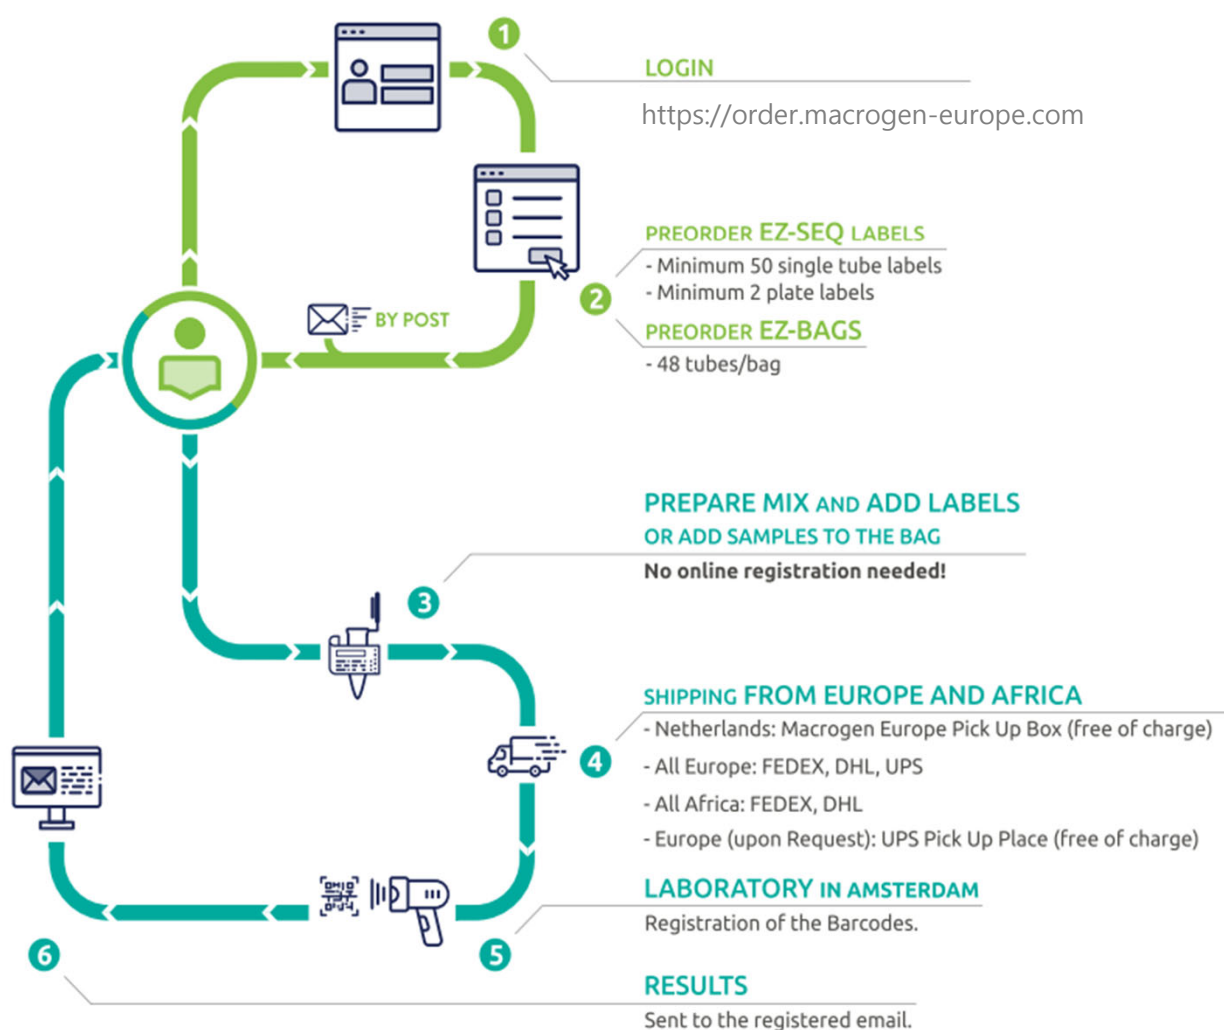 1
LOGIN
https://order.macrogen-europe.com
PREORDER EZ-SEQ LABELS
- Minimum 50 single tube labels
- Minimum 2 plate labels
2
BY POST
PREORDER EZ-BAGS
- 48 tubes/bag
PREPARE MIX AND ADD LABELS
OR ADD SAMPLES TO THE BAG
No online registration needed!
3
SHIPPING FROM EUROPE AND AFRICA
- Netherlands: Macrogen Europe Pick Up Box (free of charge)
4
- All Europe: FEDEX, DHL, UPS
- All Africa: FEDEX, DHL
- Europe (upon Request): UPS Pick Up Place (free of charge)
LABORATORY IN AMSTERDAM
Registration of the Barcodes.
5
6
RESULTS
Sent to the registered email.